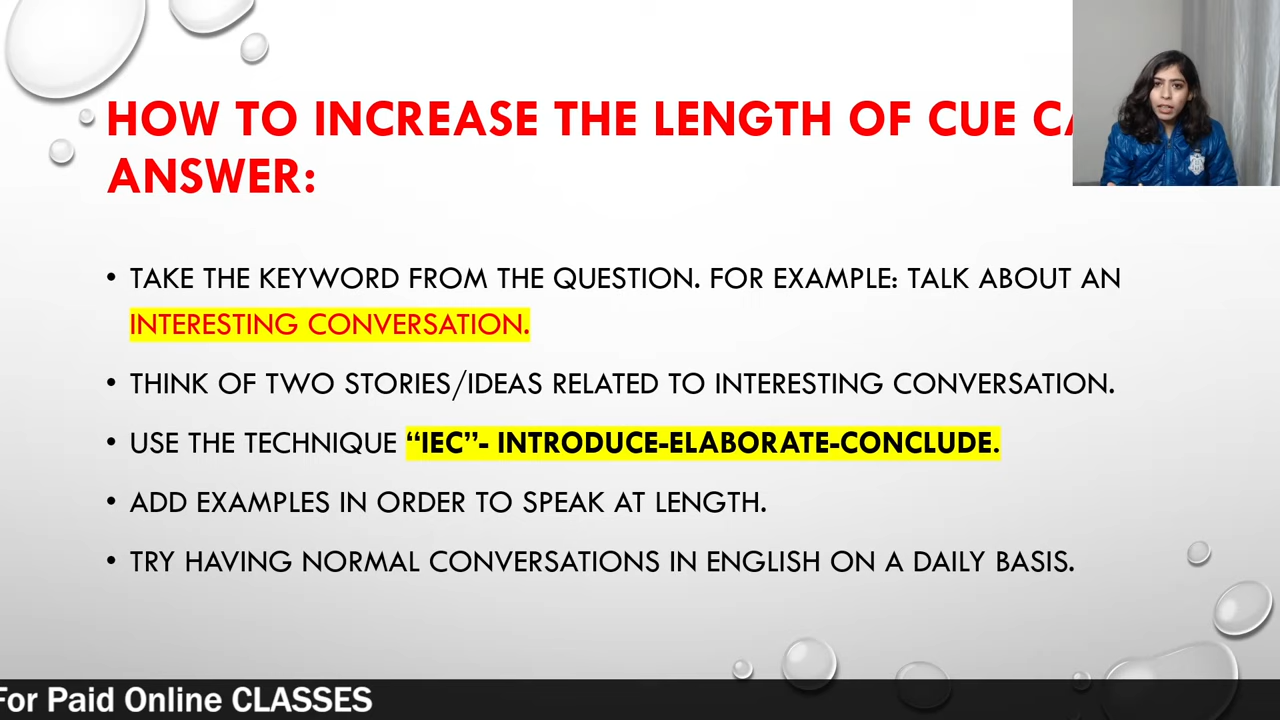 HOW TO INCREASE THE LENGTH OF CUE
ANSWER:
• TAKE THE KEYWORD FROM THE QUESTION. FOR EXAMPLE: TALK ABOUT AN
INTERESTING CONVERSATION.
• THINK OF TWO STORIES/IDEAS RELATED TO INTERESTING CONVERSATION.
• USE THE TECHNIQUE “IEC”- INTRODUCE-ELABORATE-CONCLUDE.
• ADD EXAMPLES IN ORDER TO SPEAK AT LENGTH.
• TRY HAVING NORMAL CONVERSATIONS IN ENGLISH ON A DAILY BASIS.
For Paid Online CLASSES